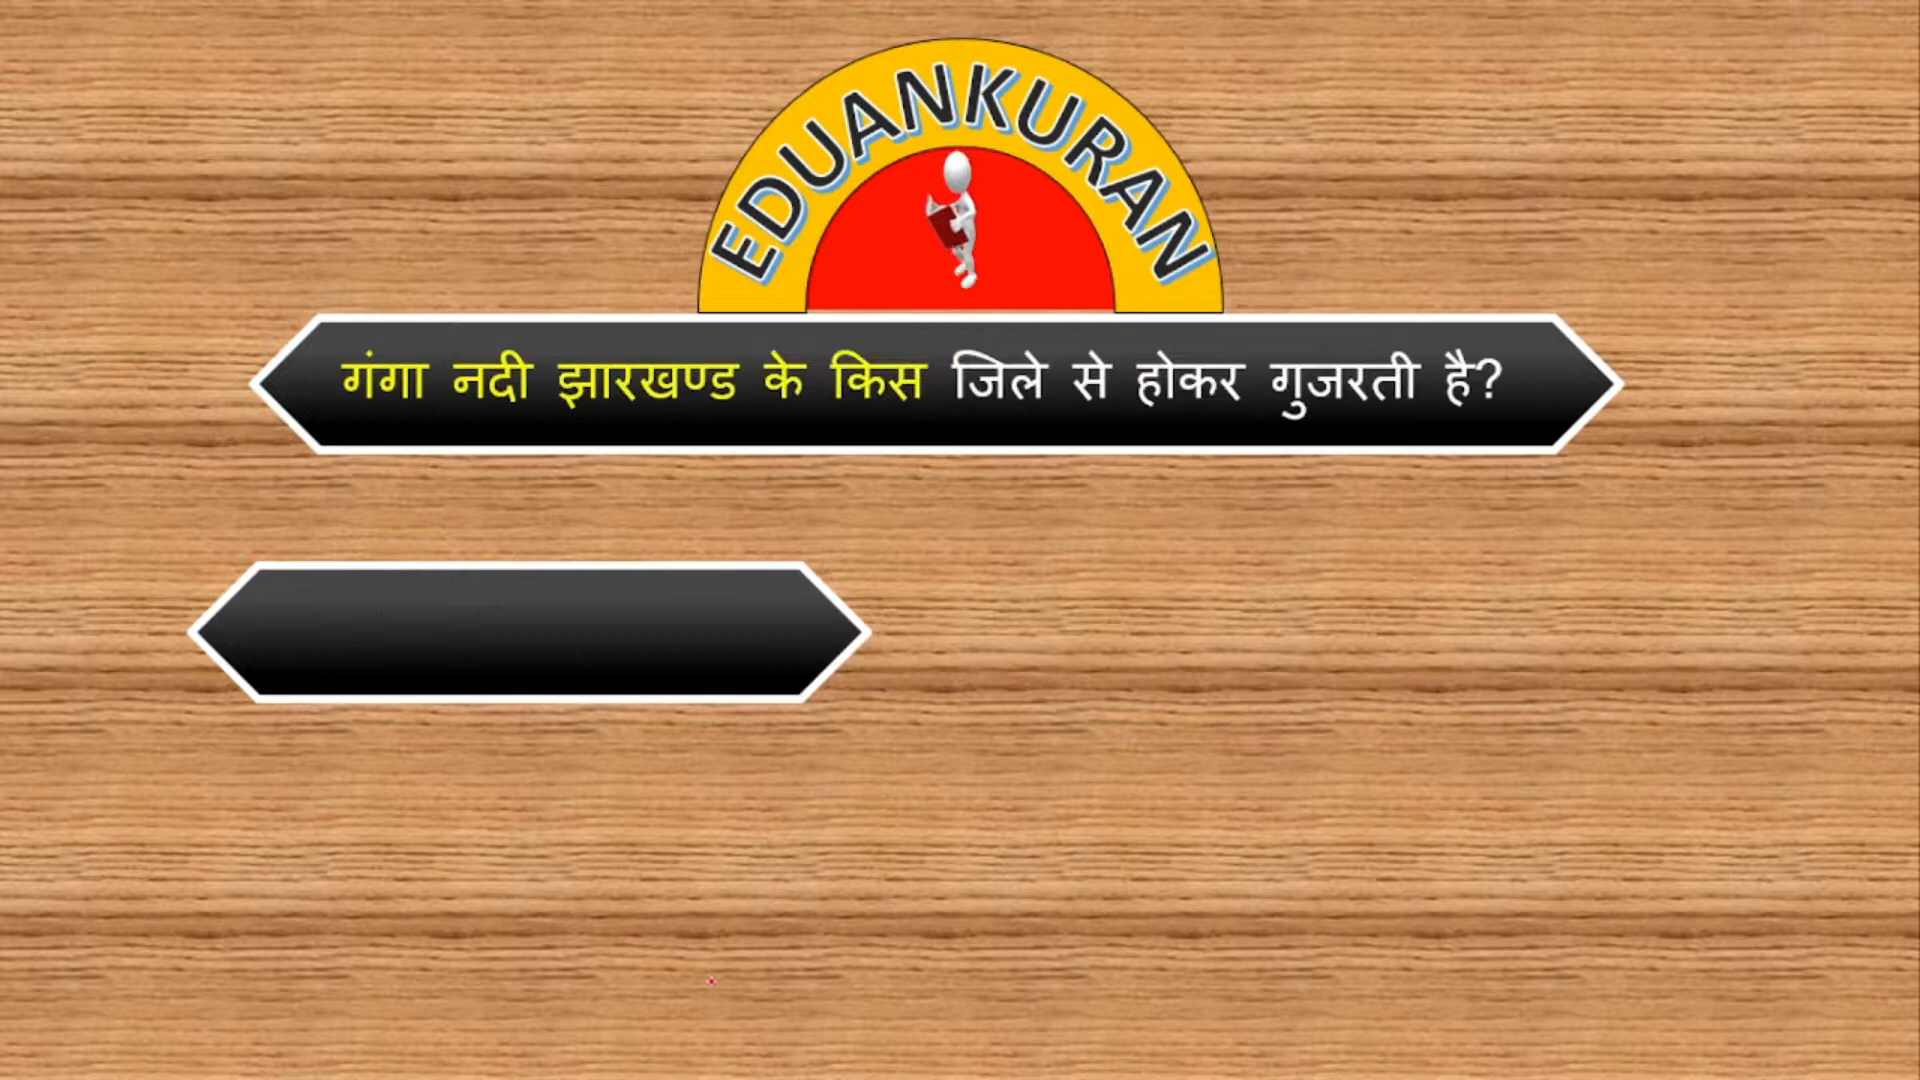 EDUANKURAN
गंगा नदी झारखण्ड के किस जिले से होकर गुजरती है?